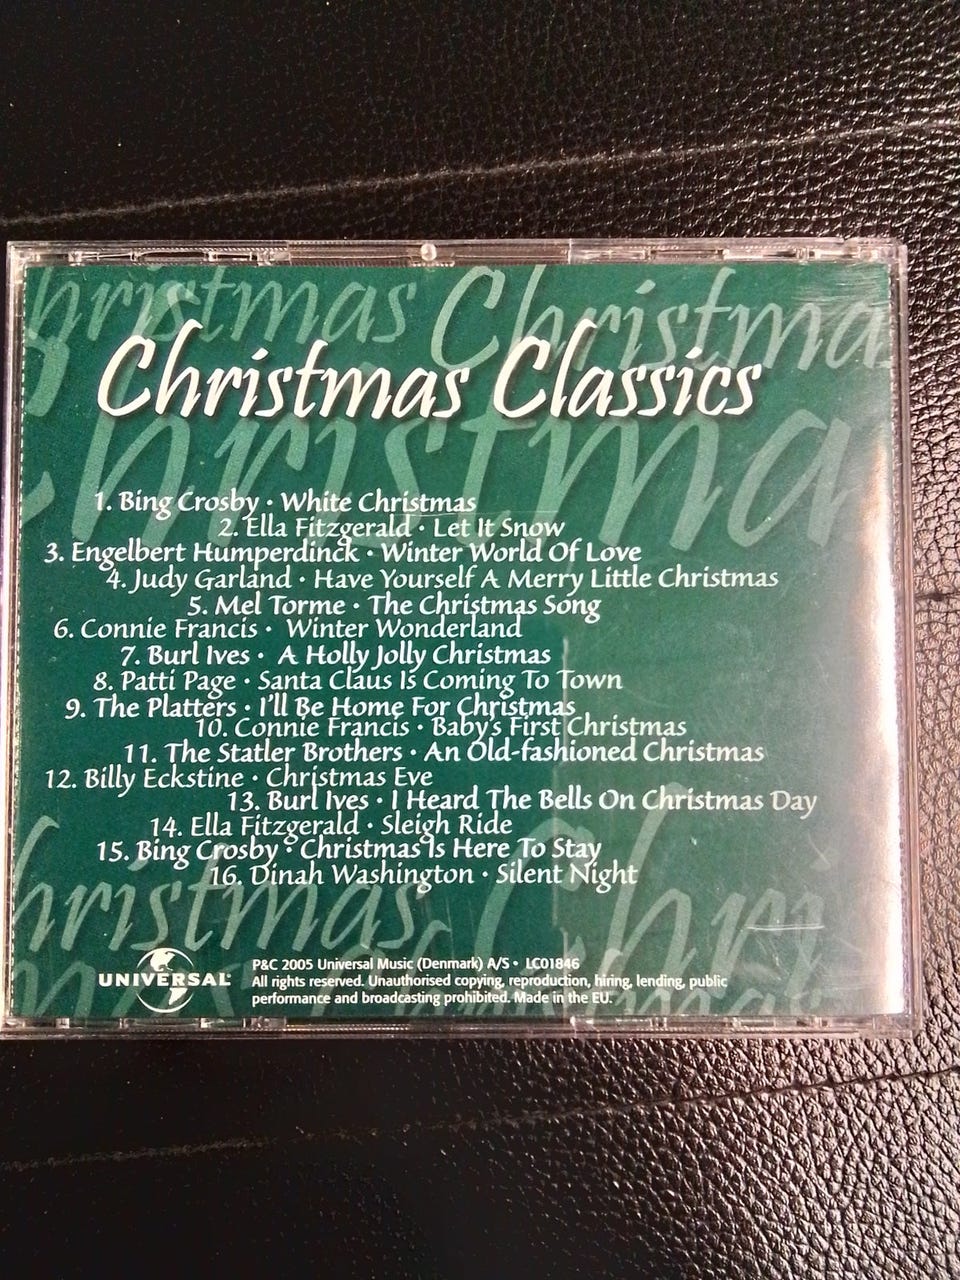 Christmas Christmas
Christmas Classics
Christmas
1. Bing Crosby · White Christmas
2. Ella Fitzgerald · Let It Snow
3. Engelbert Humperdinck · Winter World Of Love
4. Judy Garland · Have Yourself A Merry Little Christmas
5. Mel Torme · The Christmas Song
6. Connie Francis · Winter Wonderland
7. Burl Ives · A Holly Jolly Christmas
8. Patti Page · Santa Claus Is Coming To Town
9. The Platters · I'll Be Home For Christmas
10. Connie Francis · Baby's First Christmas
11. The Statler Brothers · An Old-fashioned Christmas
12. Billy Eckstine · Christmas Eve
13. Burl Ives · I Heard The Bells On Christmas Day
14. Ella Fitzgerald · Sleigh Ride
15. Bing Crosby · Christmas Is Here To Stay
16. Dinah Washington · Silent Night
Christmas Chri
UNIVERSAL
P&C 2005 Universal Music (Denmark) A/S • LC01846
All rights reserved. Unauthorised copying, reproduction, hiring, lending, public
performance and broadcasting prohibited. Made in the EU.